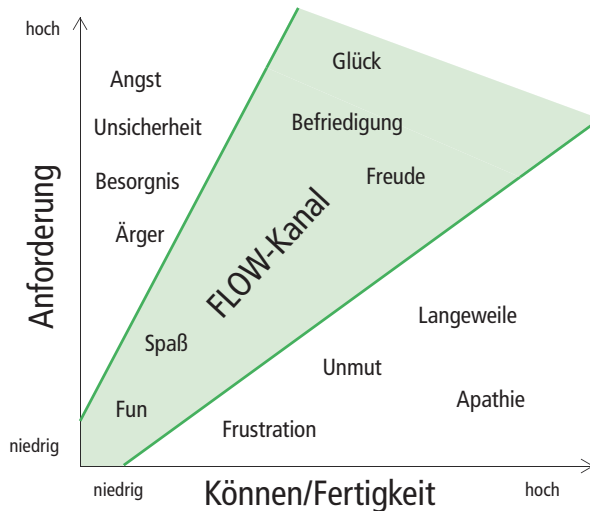 hoch
Glück
Angst
Unsicherheit
Befriedigung
Besorgnis
Freude
Ärger
Anforderung
FLOW-Kanal
Langeweile
Spaß
Unmut
Apathie
Fun
Frustration
niedrig
niedrig
Können/Fertigkeit
hoch